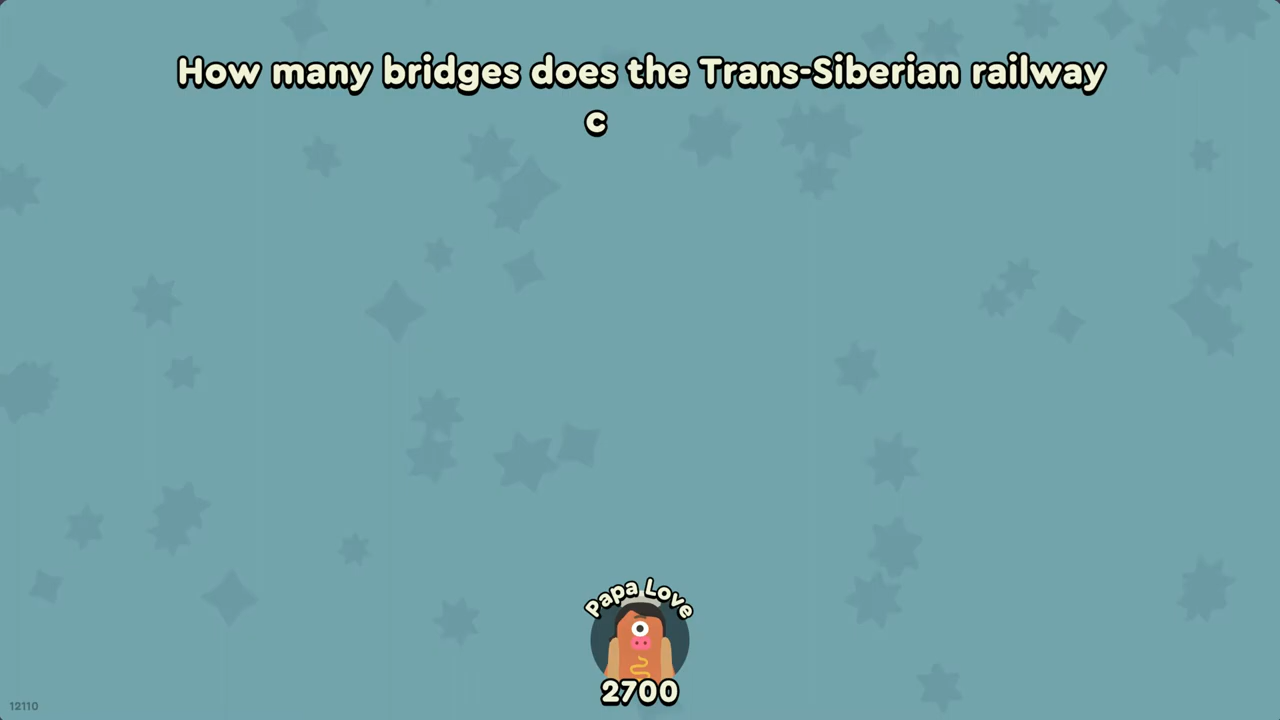 How many bridges does the Trans-Siberian railway
c
Papa Love
2700
12110